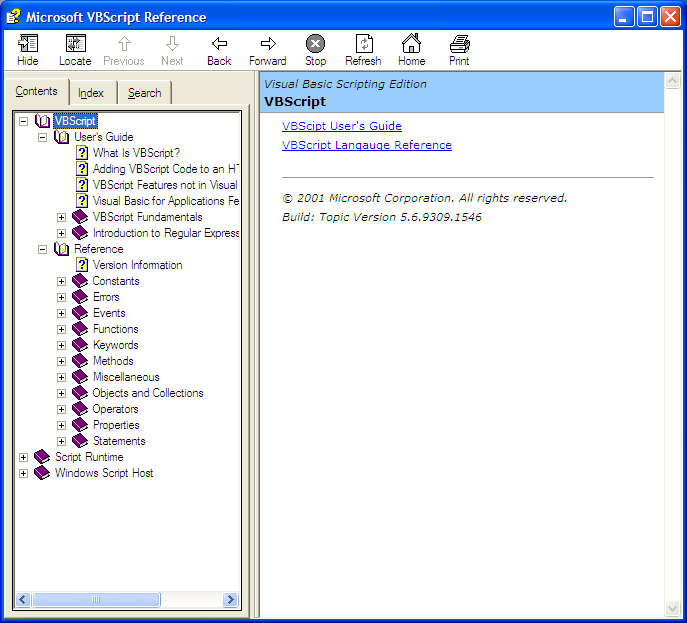 Microsoft VBScript Reference
Hide Locate Previous Next Back Forward Stop Refresh Home Print
Contents Index Search
VBScript
User's Guide
What Is VBScript?
Adding VBScript Code to an HT
VBScript Features not in Visual
Visual Basic for Applications Fe
VBScript Fundamentals
Introduction to Regular Express
Reference
Version Information
Constants
Errors
Events
Functions
Keywords
Methods
Miscellaneous
Objects and Collections
Operators
Properties
Statements
Script Runtime
Windows Script Host
Visual Basic Scripting Edition
VBScript
VBScipt User's Guide
VBScript Langauge Reference
© 2001 Microsoft Corporation. All rights reserved.
Build: Topic Version 5.6.9309.1546